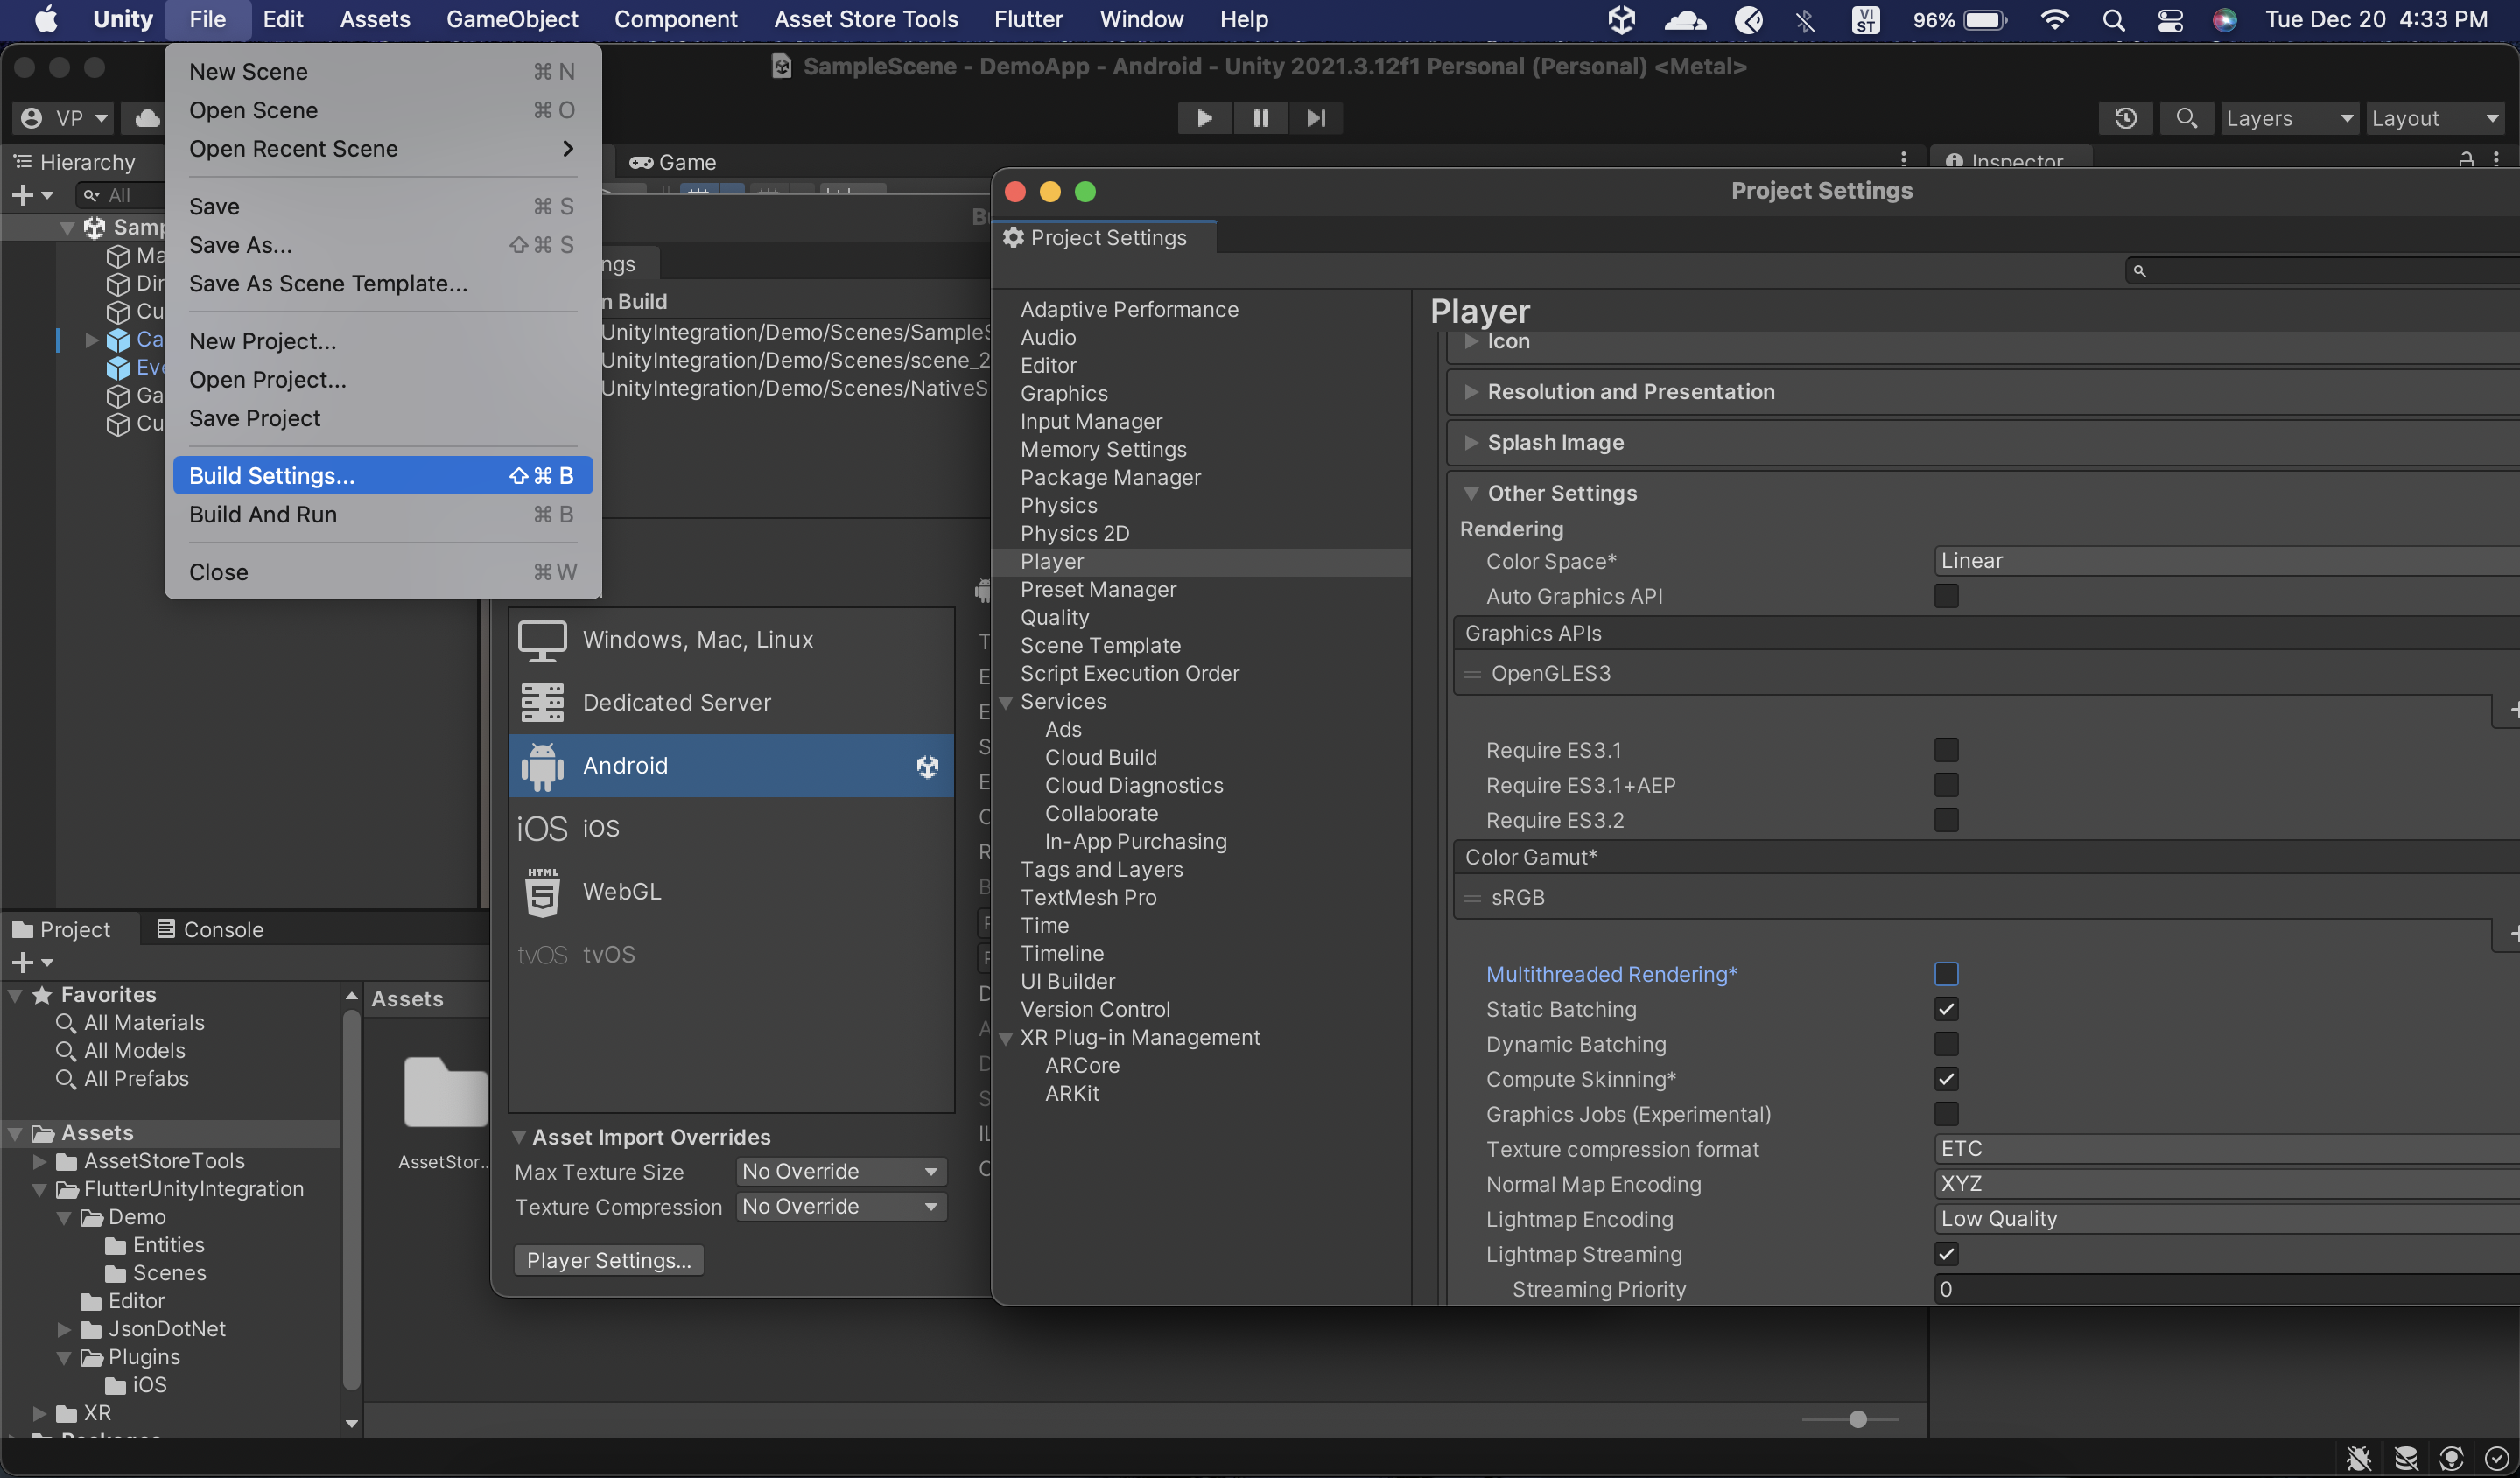 Unity File Edit Assets GameObject Component Asset Store Tools Flutter Window Help VI ST 96% Tue Dec 20 4:33 PM
SampleScene - DemoApp - Android - Unity 2021.3.12f1 Personal (Personal) <Metal>
VP Layers Layout
New Scene ⌘ N
Open Scene ⌘ O
Open Recent Scene
Save ⌘ S
Save As... ⇧ ⌘ S
Save As Scene Template...
New Project...
Open Project...
Save Project
Build Settings... ⇧ ⌘ B
Build And Run ⌘ B
Close ⌘ W
Hierarchy
All
Samp
Ma
Dir
Cu
Ca
Eve
Ga
Cu
Game
Inspector
ngs
n Build
UnityIntegration/Demo/Scenes/SampleS
UnityIntegration/Demo/Scenes/scene_2
UnityIntegration/Demo/Scenes/NativeS
Windows, Mac, Linux
Dedicated Server
Android
iOS iOS
HTML
WebGL
tvOS tvOS
Asset Import Overrides
Max Texture Size No Override
Texture Compression No Override
Player Settings...
Project Settings
Project Settings
Adaptive Performance
Audio
Editor
Graphics
Input Manager
Memory Settings
Package Manager
Physics
Physics 2D
Player
Preset Manager
Quality
Scene Template
Script Execution Order
Services
Ads
Cloud Build
Cloud Diagnostics
Collaborate
In-App Purchasing
Tags and Layers
TextMesh Pro
Time
Timeline
UI Builder
Version Control
XR Plug-in Management
ARCore
ARKit
Player
Icon
Resolution and Presentation
Splash Image
Other Settings
Rendering
Color Space* Linear
Auto Graphics API
Graphics APIs
OpenGLES3
Require ES3.1
Require ES3.1+AEP
Require ES3.2
Color Gamut*
sRGB
Multithreaded Rendering*
Static Batching
Dynamic Batching
Compute Skinning*
Graphics Jobs (Experimental)
Texture compression format ETC
Normal Map Encoding XYZ
Lightmap Encoding Low Quality
Lightmap Streaming
Streaming Priority 0
Project Console
Favorites
All Materials
All Models
All Prefabs
Assets
AssetStoreTools
FlutterUnityIntegration
Demo
Entities
Scenes
Editor
JsonDotNet
Plugins
iOS
XR
Assets
AssetStor...